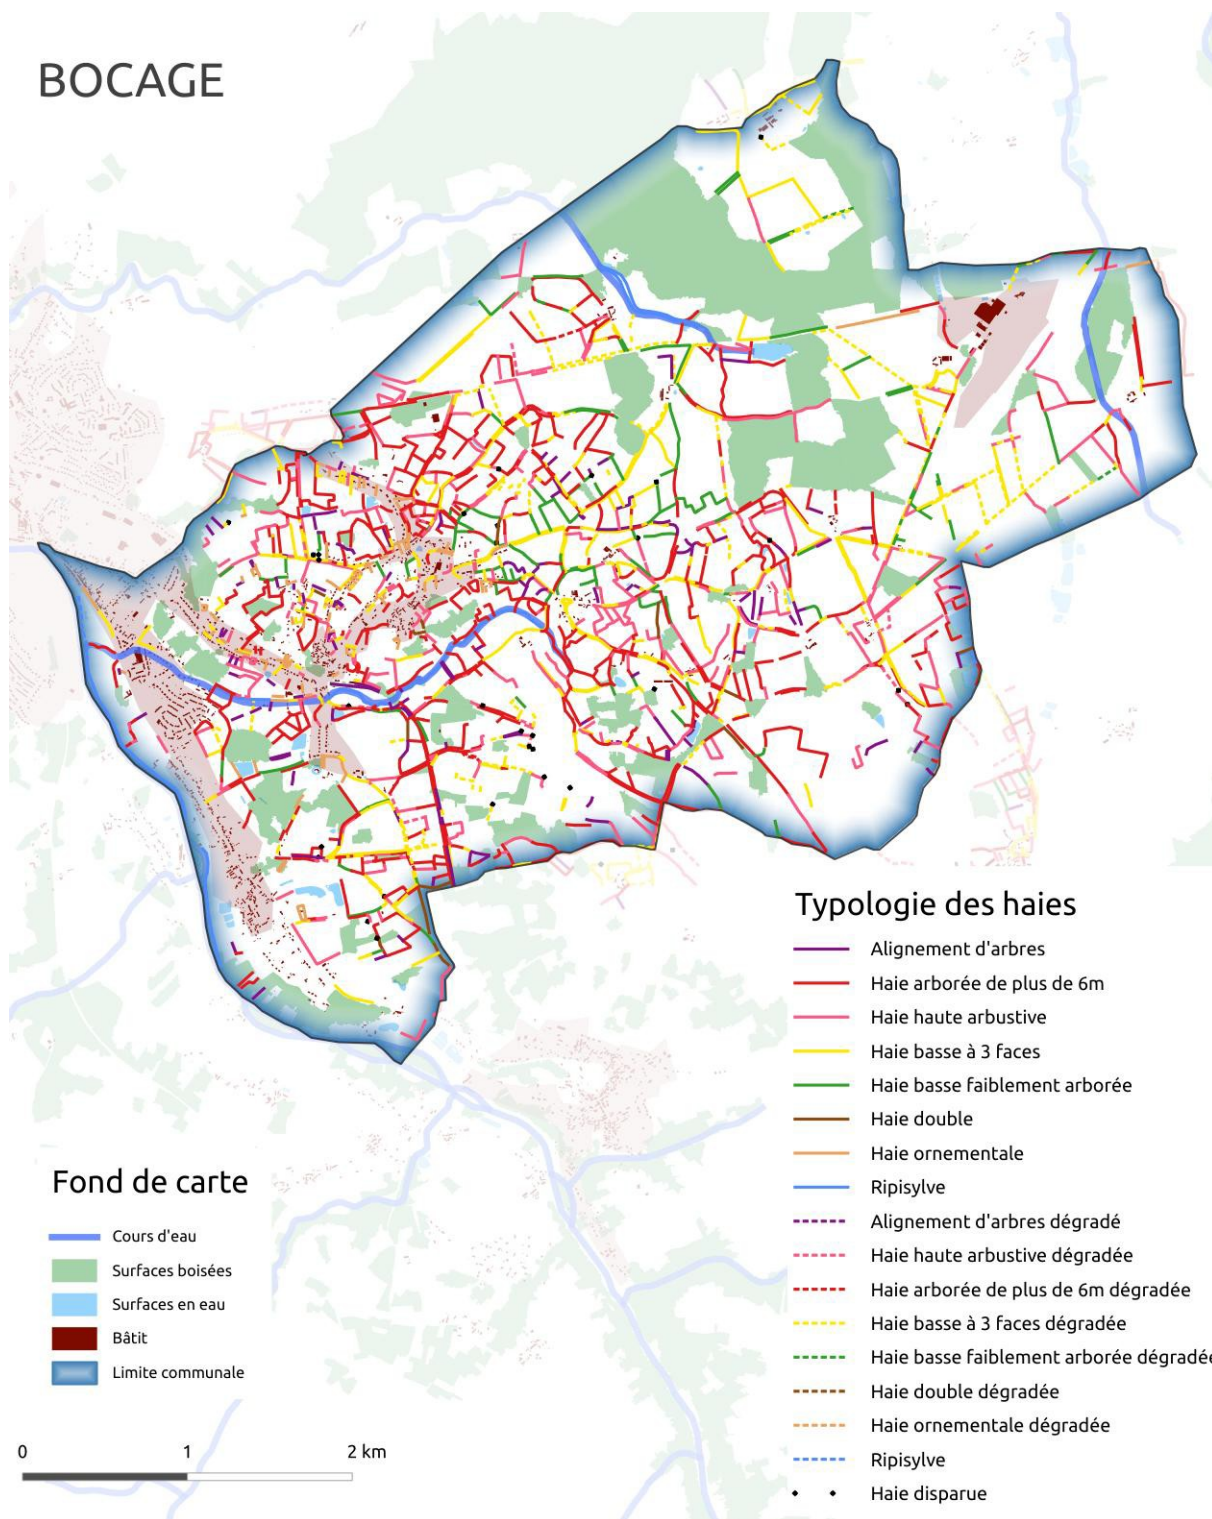 BOCAGE
Typologie des haies
Alignement d'arbres
Haie arborée de plus de 6m
Haie haute arbustive
Haie basse à 3 faces
Haie basse faiblement arborée
Haie double
Haie ornementale
Ripisylve
Alignement d'arbres dégradé
Haie haute arbustive dégradée
Haie arborée de plus de 6m dégradée
Haie basse à 3 faces dégradée
Haie basse faiblement arborée dégradée
Haie double dégradée
Haie ornementale dégradée
Ripisylve
Haie disparue
Fond de carte
Cours d'eau
Surfaces boisées
Surfaces en eau
Bâtit
Limite communale
0 1 2 km